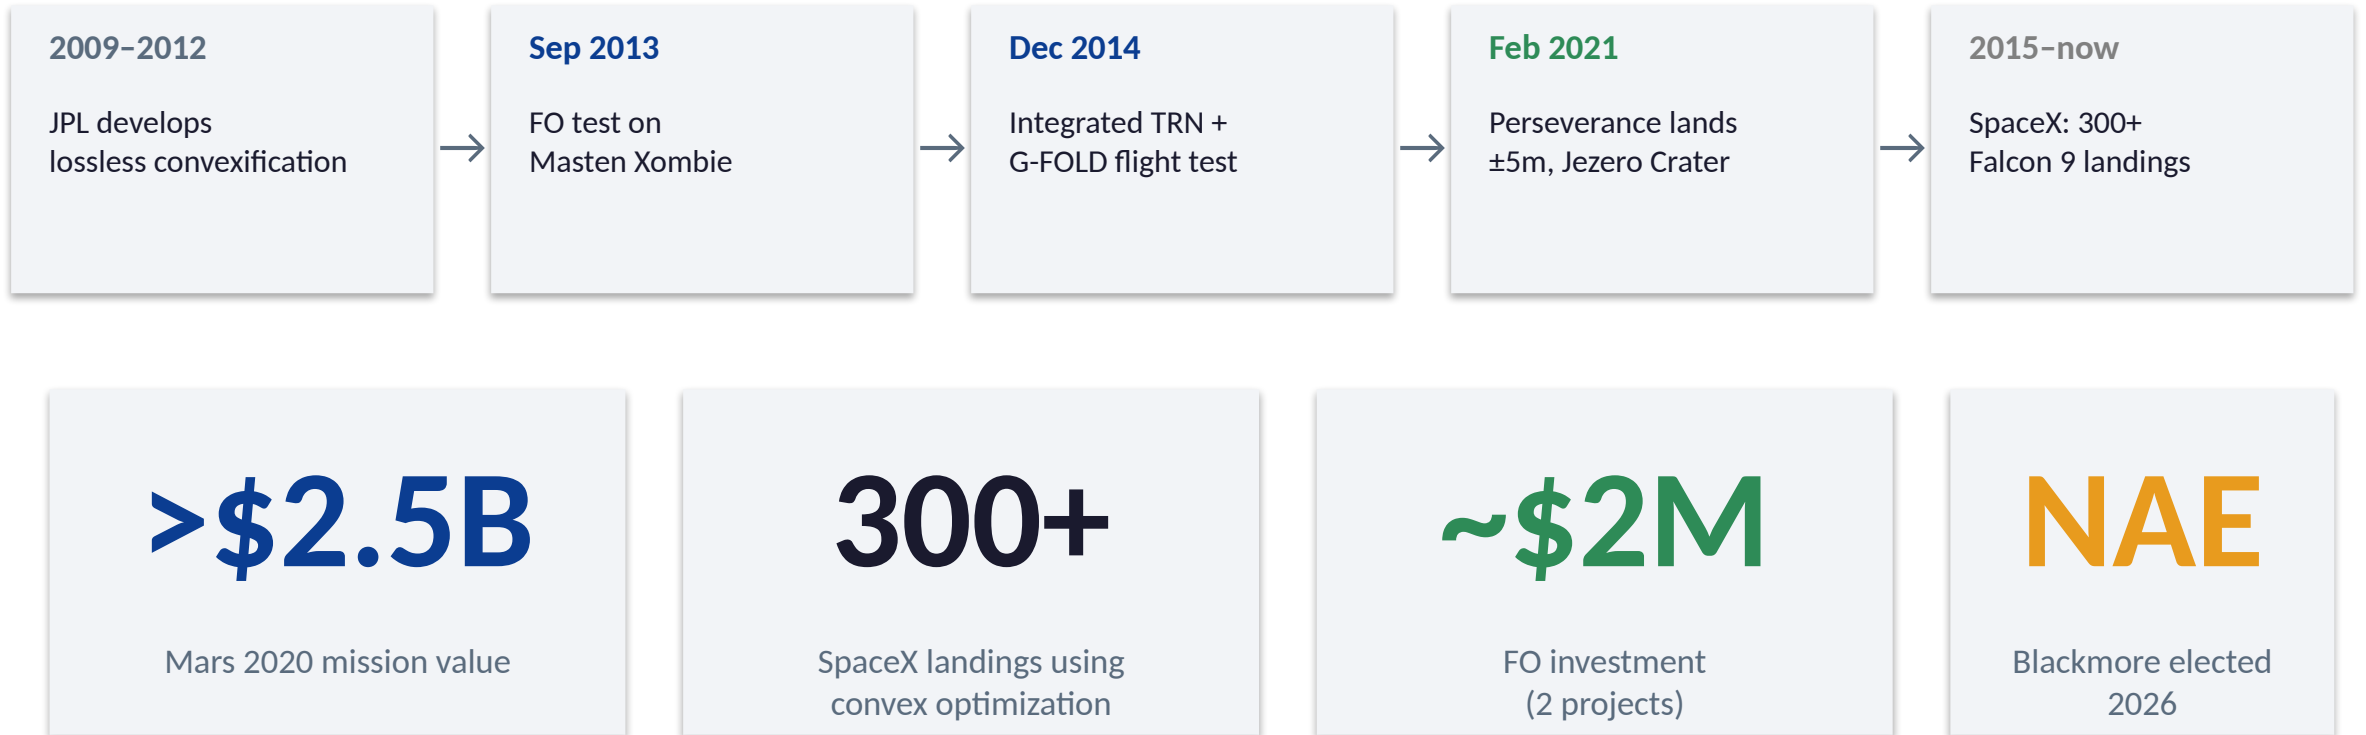 2009–2012
JPL develops
lossless convexification
→
Sep 2013
FO test on
Masten Xombie
→
Dec 2014
Integrated TRN +
G-FOLD flight test
→
Feb 2021
Perseverance lands
±5m, Jezero Crater
→
2015–now
SpaceX: 300+
Falcon 9 landings
>$2.5B
Mars 2020 mission value
300+
SpaceX landings using
convex optimization
~$2M
FO investment
(2 projects)
NAE
Blackmore elected
2026